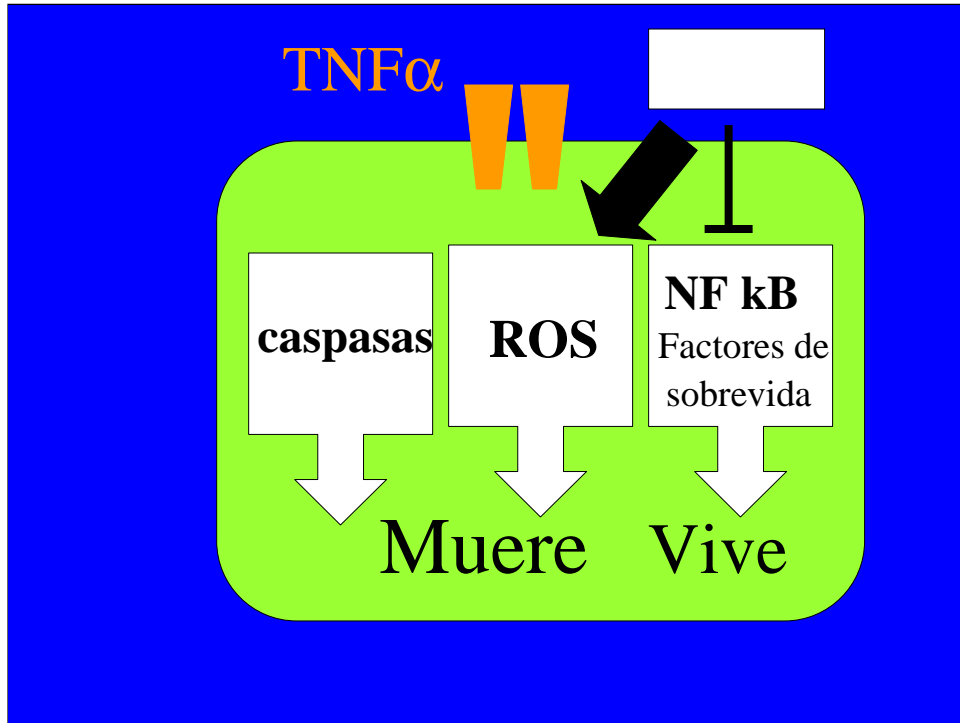 TNFα
caspasas
ROS
NF kB
Factores de
sobrevida
Muere
Vive